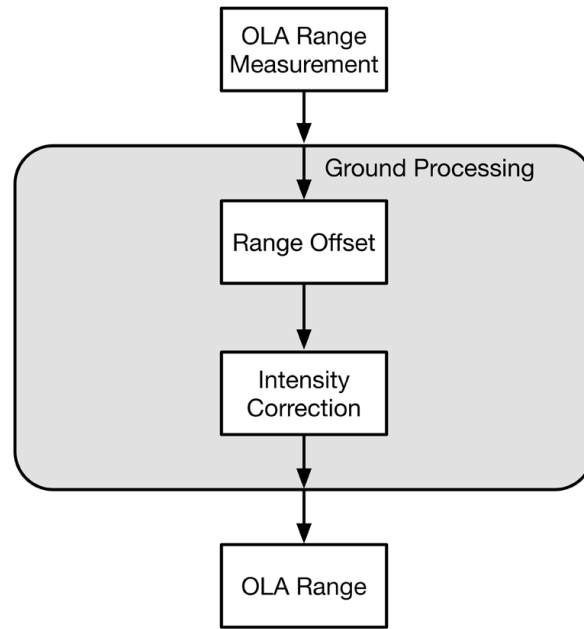 OLA Range
Measurement
Ground Processing
Range Offset
Intensity
Correction
OLA Range